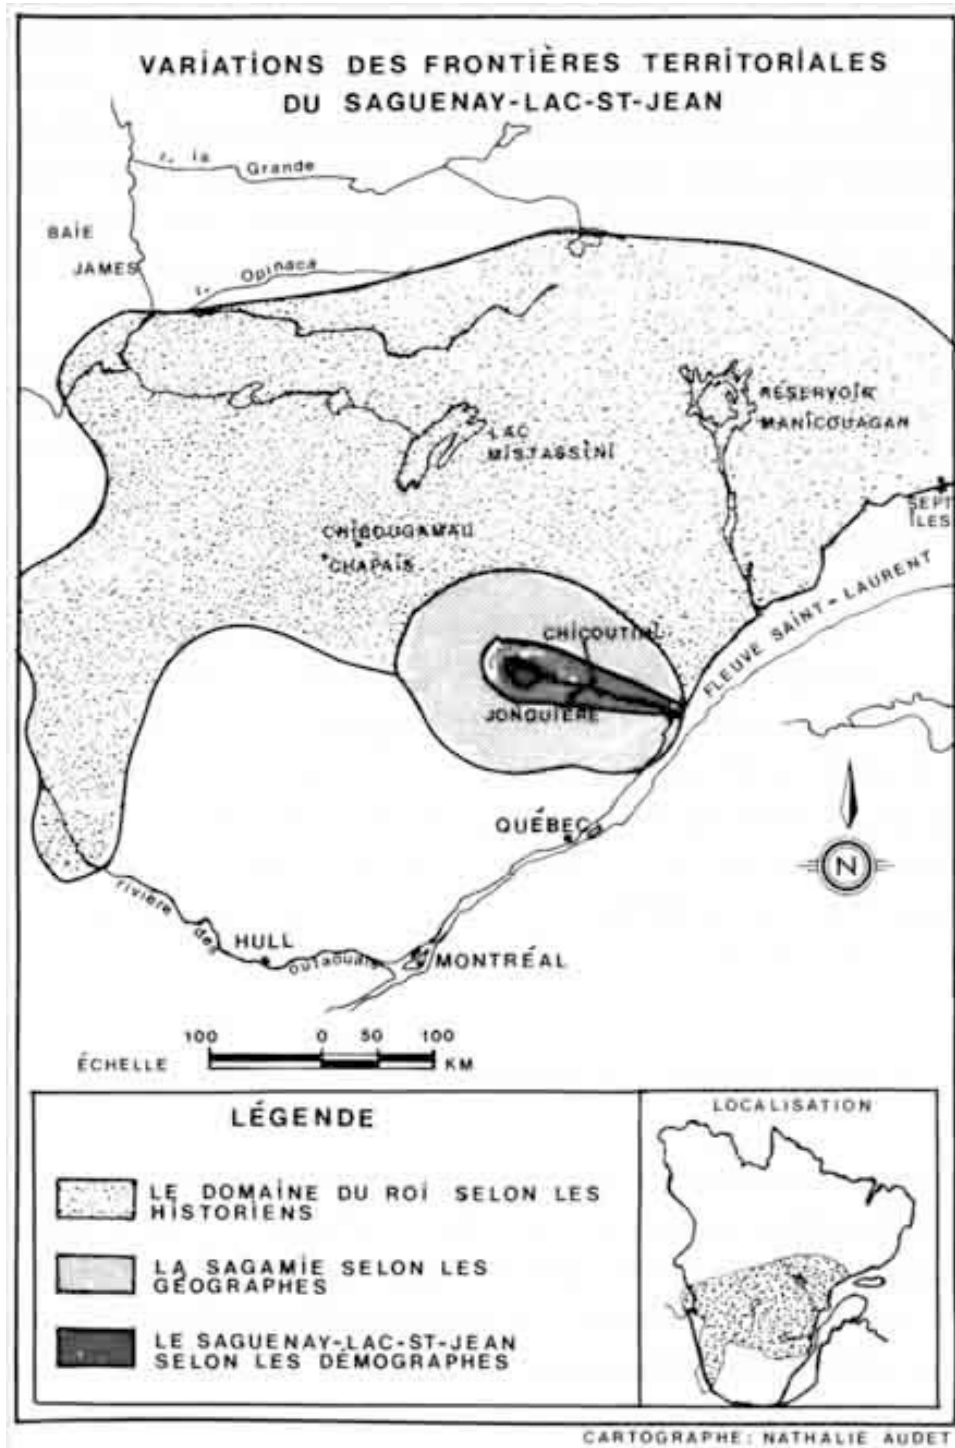 VARIATIONS DES FRONTIÈRES TERRITORIALES
DU SAGUENAY-LAC-ST-JEAN
la Grande
BAIE
JAMES
Opinaca
RÉSERVOIR
MANICOUAGAN
LAC
MISTASSINI
SEPT
ÎLES
CHIBOUGAMAU
CHAPAIS
FLEUVE SAINT-LAURENT
CHICOUTIMI
JONQUIÈRE
QUÉBEC
N
rivière des outaouais
HULL
MONTRÉAL
100 0 50 100
ÉCHELLE KM
LÉGENDE
LE DOMAINE DU ROI SELON LES
HISTORIENS
LA SAGAMIE SELON LES
GÉOGRAPHES
LE SAGUENAY-LAC-ST-JEAN
SELON LES DÉMOGRAPHES
LOCALISATION
CARTOGRAPHE: NATHALIE AUDET